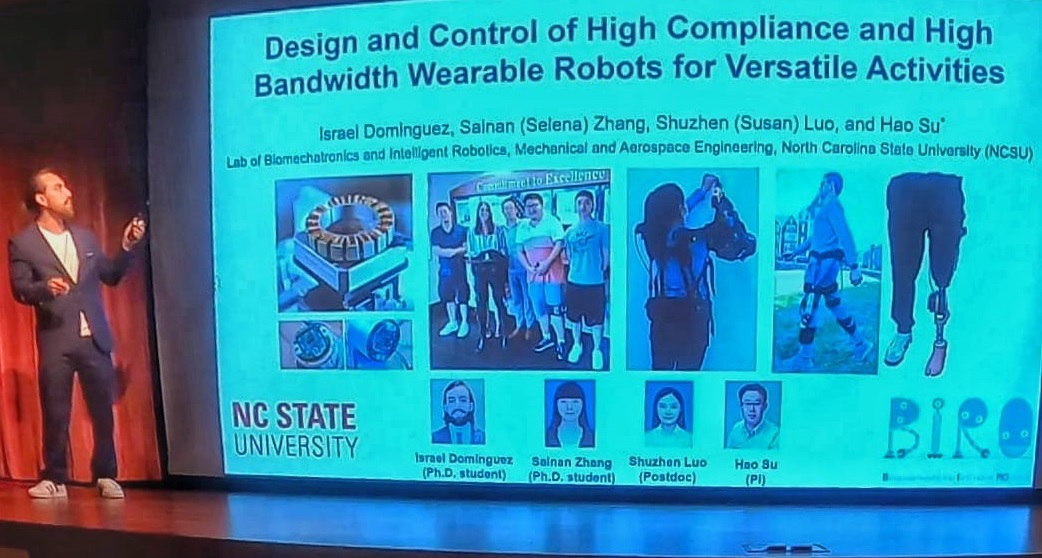 Design and Control of High Compliance and High
Bandwidth Wearable Robots for Versatile Activities
Israel Dominguez, Sainan (Selena) Zhang, Shuzhen (Susan) Luo, and Hao Su*
Lab of Biomechatronics and Intelligent Robotics, Mechanical and Aerospace Engineering, North Carolina State University (NCSU)
Commitment to Excellence
NC STATE
UNIVERSITY
Israel Dominguez
(Ph.D. student)
Sainan Zhang
(Ph.D. student)
Shuzhen Luo
(Postdoc)
Hao Su
(PI)
BIRO